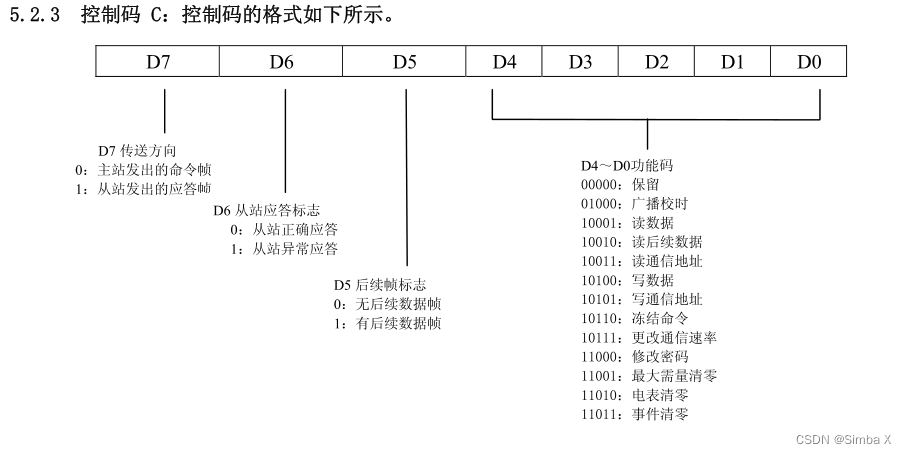 5.2.3 控制码 C：控制码的格式如下所示。
D7 D6 D5 D4 D3 D2 D1 D0
D7 传送方向
0：主站发出的命令帧
1：从站发出的应答帧
D6 从站应答标志
0：从站正确应答
1：从站异常应答
D5 后续帧标志
0：无后续数据帧
1：有后续数据帧
D4～D0功能码
00000：保留
01000：广播校时
10001：读数据
10010：读后续数据
10011：读通信地址
10100：写数据
10101：写通信地址
10110：冻结命令
10111：更改通信速率
11000：修改密码
11001：最大需量清零
11010：电表清零
11011：事件清零
CSDN @Simba X